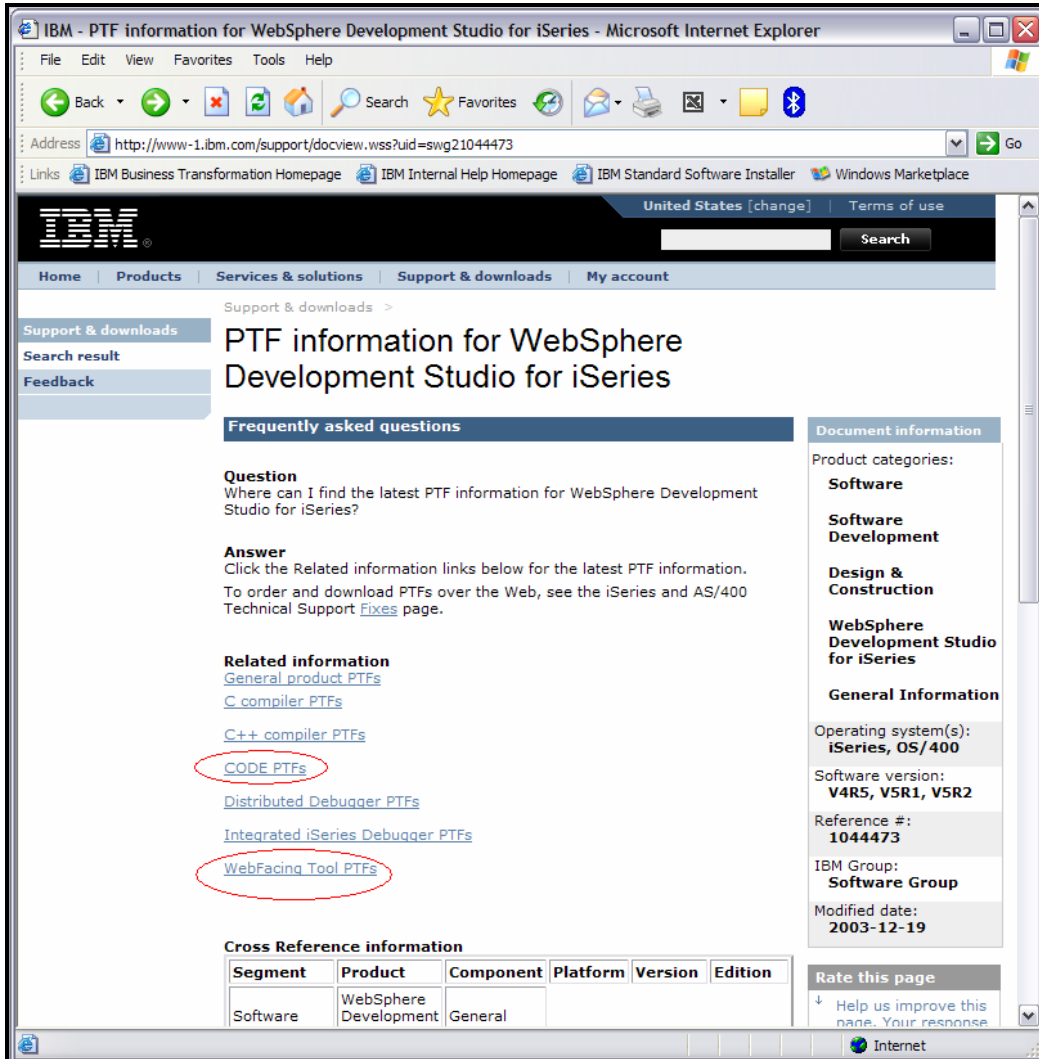 IBM - PTF information for WebSphere Development Studio for iSeries - Microsoft Internet Explorer
File Edit View Favorites Tools Help
Back Search Favorites
Address http://www-1.ibm.com/support/docview.wss?uid=swg21044473 Go
Links IBM Business Transformation Homepage IBM Internal Help Homepage IBM Standard Software Installer Windows Marketplace
United States [change] | Terms of use
IBM®
Search
Home | Products | Services & solutions | Support & downloads | My account
Support & downloads
Search result
Feedback
Support & downloads >
PTF information for WebSphere
Development Studio for iSeries
Frequently asked questions
Question
Where can I find the latest PTF information for WebSphere Development
Studio for iSeries?
Answer
Click the Related information links below for the latest PTF information.
To order and download PTFs over the Web, see the iSeries and AS/400
Technical Support Fixes page.
Related information
General product PTFs
C compiler PTFs
C++ compiler PTFs
CODE PTFs
Distributed Debugger PTFs
Integrated iSeries Debugger PTFs
WebFacing Tool PTFs
Cross Reference information
Segment Product Component Platform Version Edition
Software WebSphere General
Development
Document information
Product categories:
Software
Software
Development
Design &
Construction
WebSphere
Development Studio
for iSeries
General Information
Operating system(s):
iSeries, OS/400
Software version:
V4R5, V5R1, V5R2
Reference #:
1044473
IBM Group:
Software Group
Modified date:
2003-12-19
Rate this page
Help us improve this
page. Your response
Internet